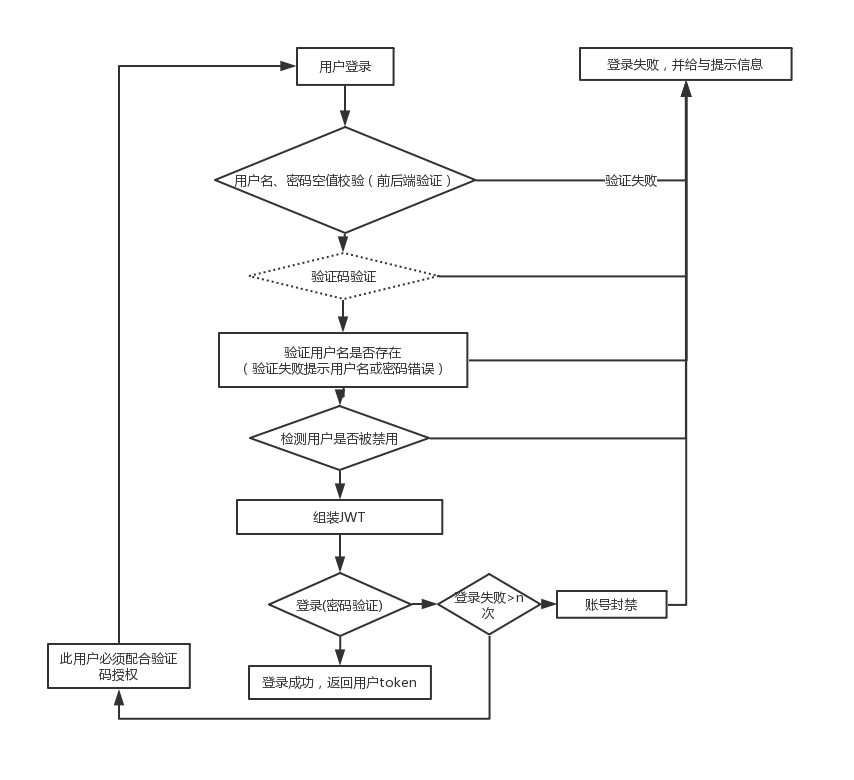 用户登录
登录失败，并给与提示信息
用户名、密码空值校验（前后端验证）
验证失败
验证码验证
验证用户名是否存在
（验证失败提示用户名或密码错误）
检测用户是否被禁用
组装JWT
登录(密码验证)
登录失败>n
次
账号封禁
此用户必须配合验证
码授权
登录成功，返回用户token